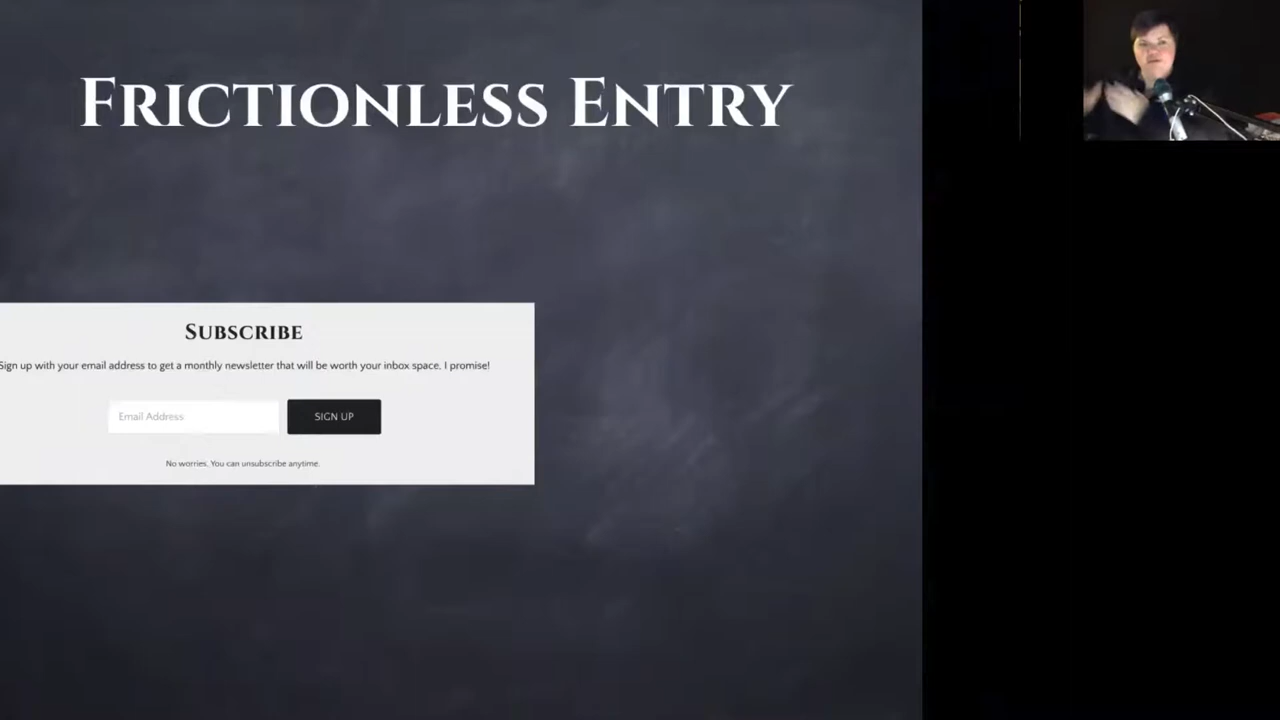 Frictionless Entry
Subscribe
Sign up with your email address to get a monthly newsletter that will be worth your inbox space. I promise!
Email Address
SIGN UP
No worries. You can unsubscribe anytime.